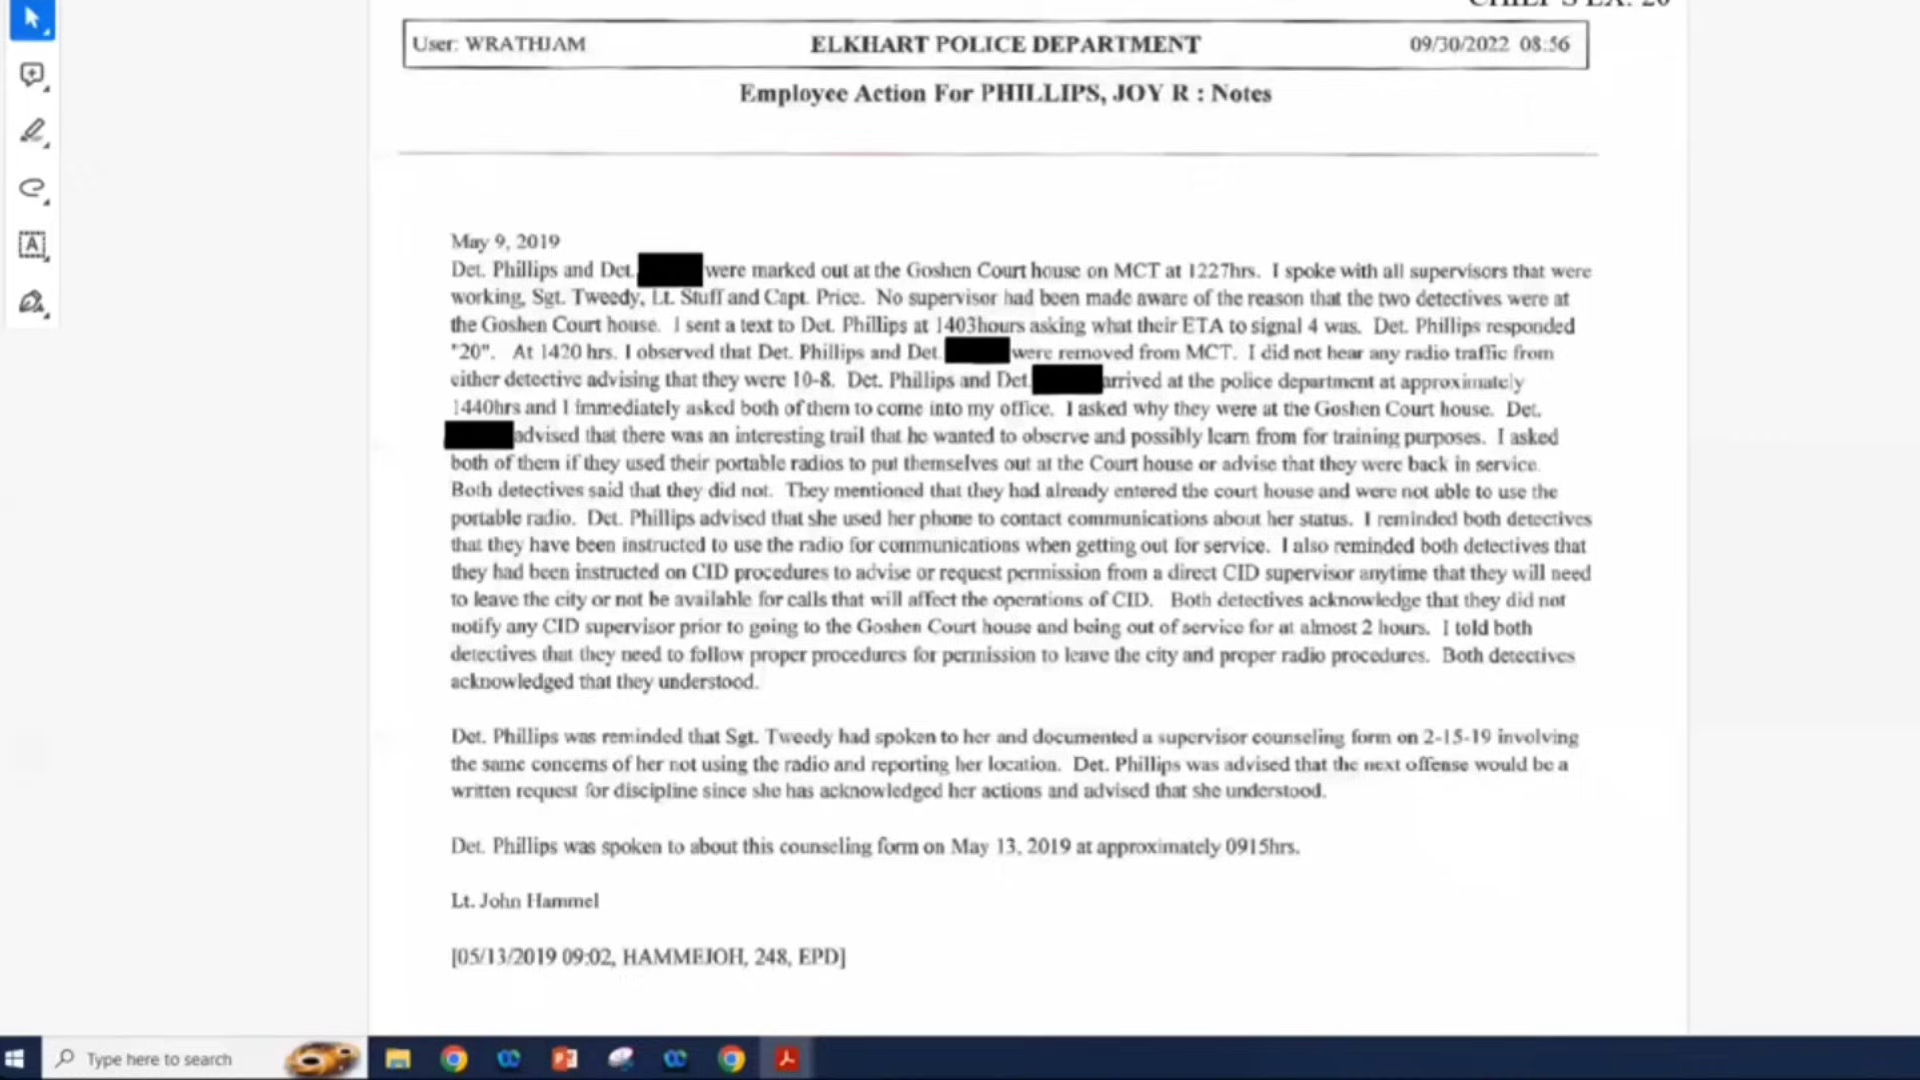 CHIEF'S EX. 20
User: WRATHJAM ELKHART POLICE DEPARTMENT 09/30/2022 08:56
Employee Action For PHILLIPS, JOY R : Notes
May 9, 2019
Det. Phillips and Det. were marked out at the Goshen Court house on MCT at 1227hrs. I spoke with all supervisors that were
working, Sgt. Tweedy, Lt. Stuff and Capt. Price. No supervisor had been made aware of the reason that the two detectives were at
the Goshen Court house. I sent a text to Det. Phillips at 1403hours asking what their ETA to signal 4 was. Det. Phillips responded
"20". At 1420 hrs. I observed that Det. Phillips and Det. were removed from MCT. I did not hear any radio traffic from
either detective advising that they were 10-8. Det. Phillips and Det. arrived at the police department at approximately
1440hrs and I immediately asked both of them to come into my office. I asked why they were at the Goshen Court house. Det.
advised that there was an interesting trail that he wanted to observe and possibly learn from for training purposes. I asked
both of them if they used their portable radios to put themselves out at the Court house or advise that they were back in service.
Both detectives said that they did not. They mentioned that they had already entered the court house and were not able to use the
portable radio. Det. Phillips advised that she used her phone to contact communications about her status. I reminded both detectives
that they have been instructed to use the radio for communications when getting out for service. I also reminded both detectives that
they had been instructed on CID procedures to advise or request permission from a direct CID supervisor anytime that they will need
to leave the city or not be available for calls that will affect the operations of CID. Both detectives acknowledge that they did not
notify any CID supervisor prior to going to the Goshen Court house and being out of service for at almost 2 hours. I told both
detectives that they need to follow proper procedures for permission to leave the city and proper radio procedures. Both detectives
acknowledged that they understood.
Det. Phillips was reminded that Sgt. Tweedy had spoken to her and documented a supervisor counseling form on 2-15-19 involving
the same concerns of her not using the radio and reporting her location. Det. Phillips was advised that the next offense would be a
written request for discipline since she has acknowledged her actions and advised that she understood.
Det. Phillips was spoken to about this counseling form on May 13, 2019 at approximately 0915hrs.
Lt. John Hammel
[05/13/2019 09:02, HAMMEJOH, 248, EPD]
Type here to search